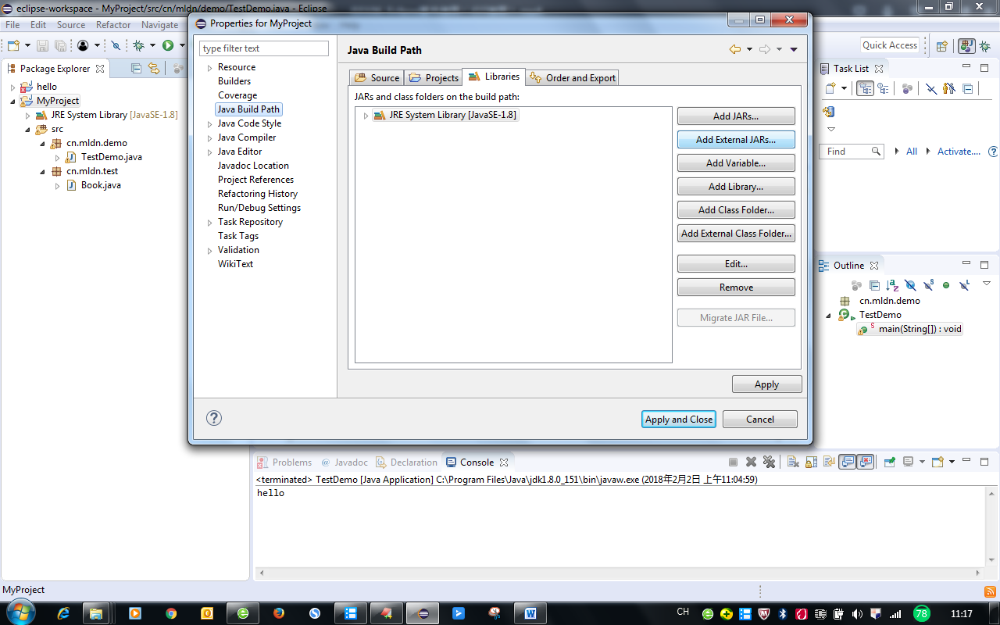 eclipse-workspace - MyProject/src/cn/mldn/demo/TestDemo.java - Eclipse
File Edit Source Refactor Navigate
Quick Access
Package Explorer
hello
MyProject
JRE System Library [JavaSE-1.8]
src
cn.mldn.demo
TestDemo.java
cn.mldn.test
Book.java
Properties for MyProject
type filter text
Resource
Builders
Coverage
Java Build Path
Java Code Style
Java Compiler
Java Editor
Javadoc Location
Project References
Refactoring History
Run/Debug Settings
Task Repository
Task Tags
Validation
WikiText
Java Build Path
Source Projects Libraries Order and Export
JARs and class folders on the build path:
JRE System Library [JavaSE-1.8]
Add JARs...
Add External JARs...
Add Variable...
Add Library...
Add Class Folder...
Add External Class Folder...
Edit...
Remove
Migrate JAR File...
Apply
Apply and Close Cancel
Task List
Find All Activate...
Outline
cn.mldn.demo
TestDemo
main(String[]) : void
Problems @ Javadoc Declaration Console
<terminated> TestDemo [Java Application] C:\Program Files\Java\jdk1.8.0_151\bin\javaw.exe (2018年2月2日 上午11:04:59)
hello
MyProject
CH 78 11:17